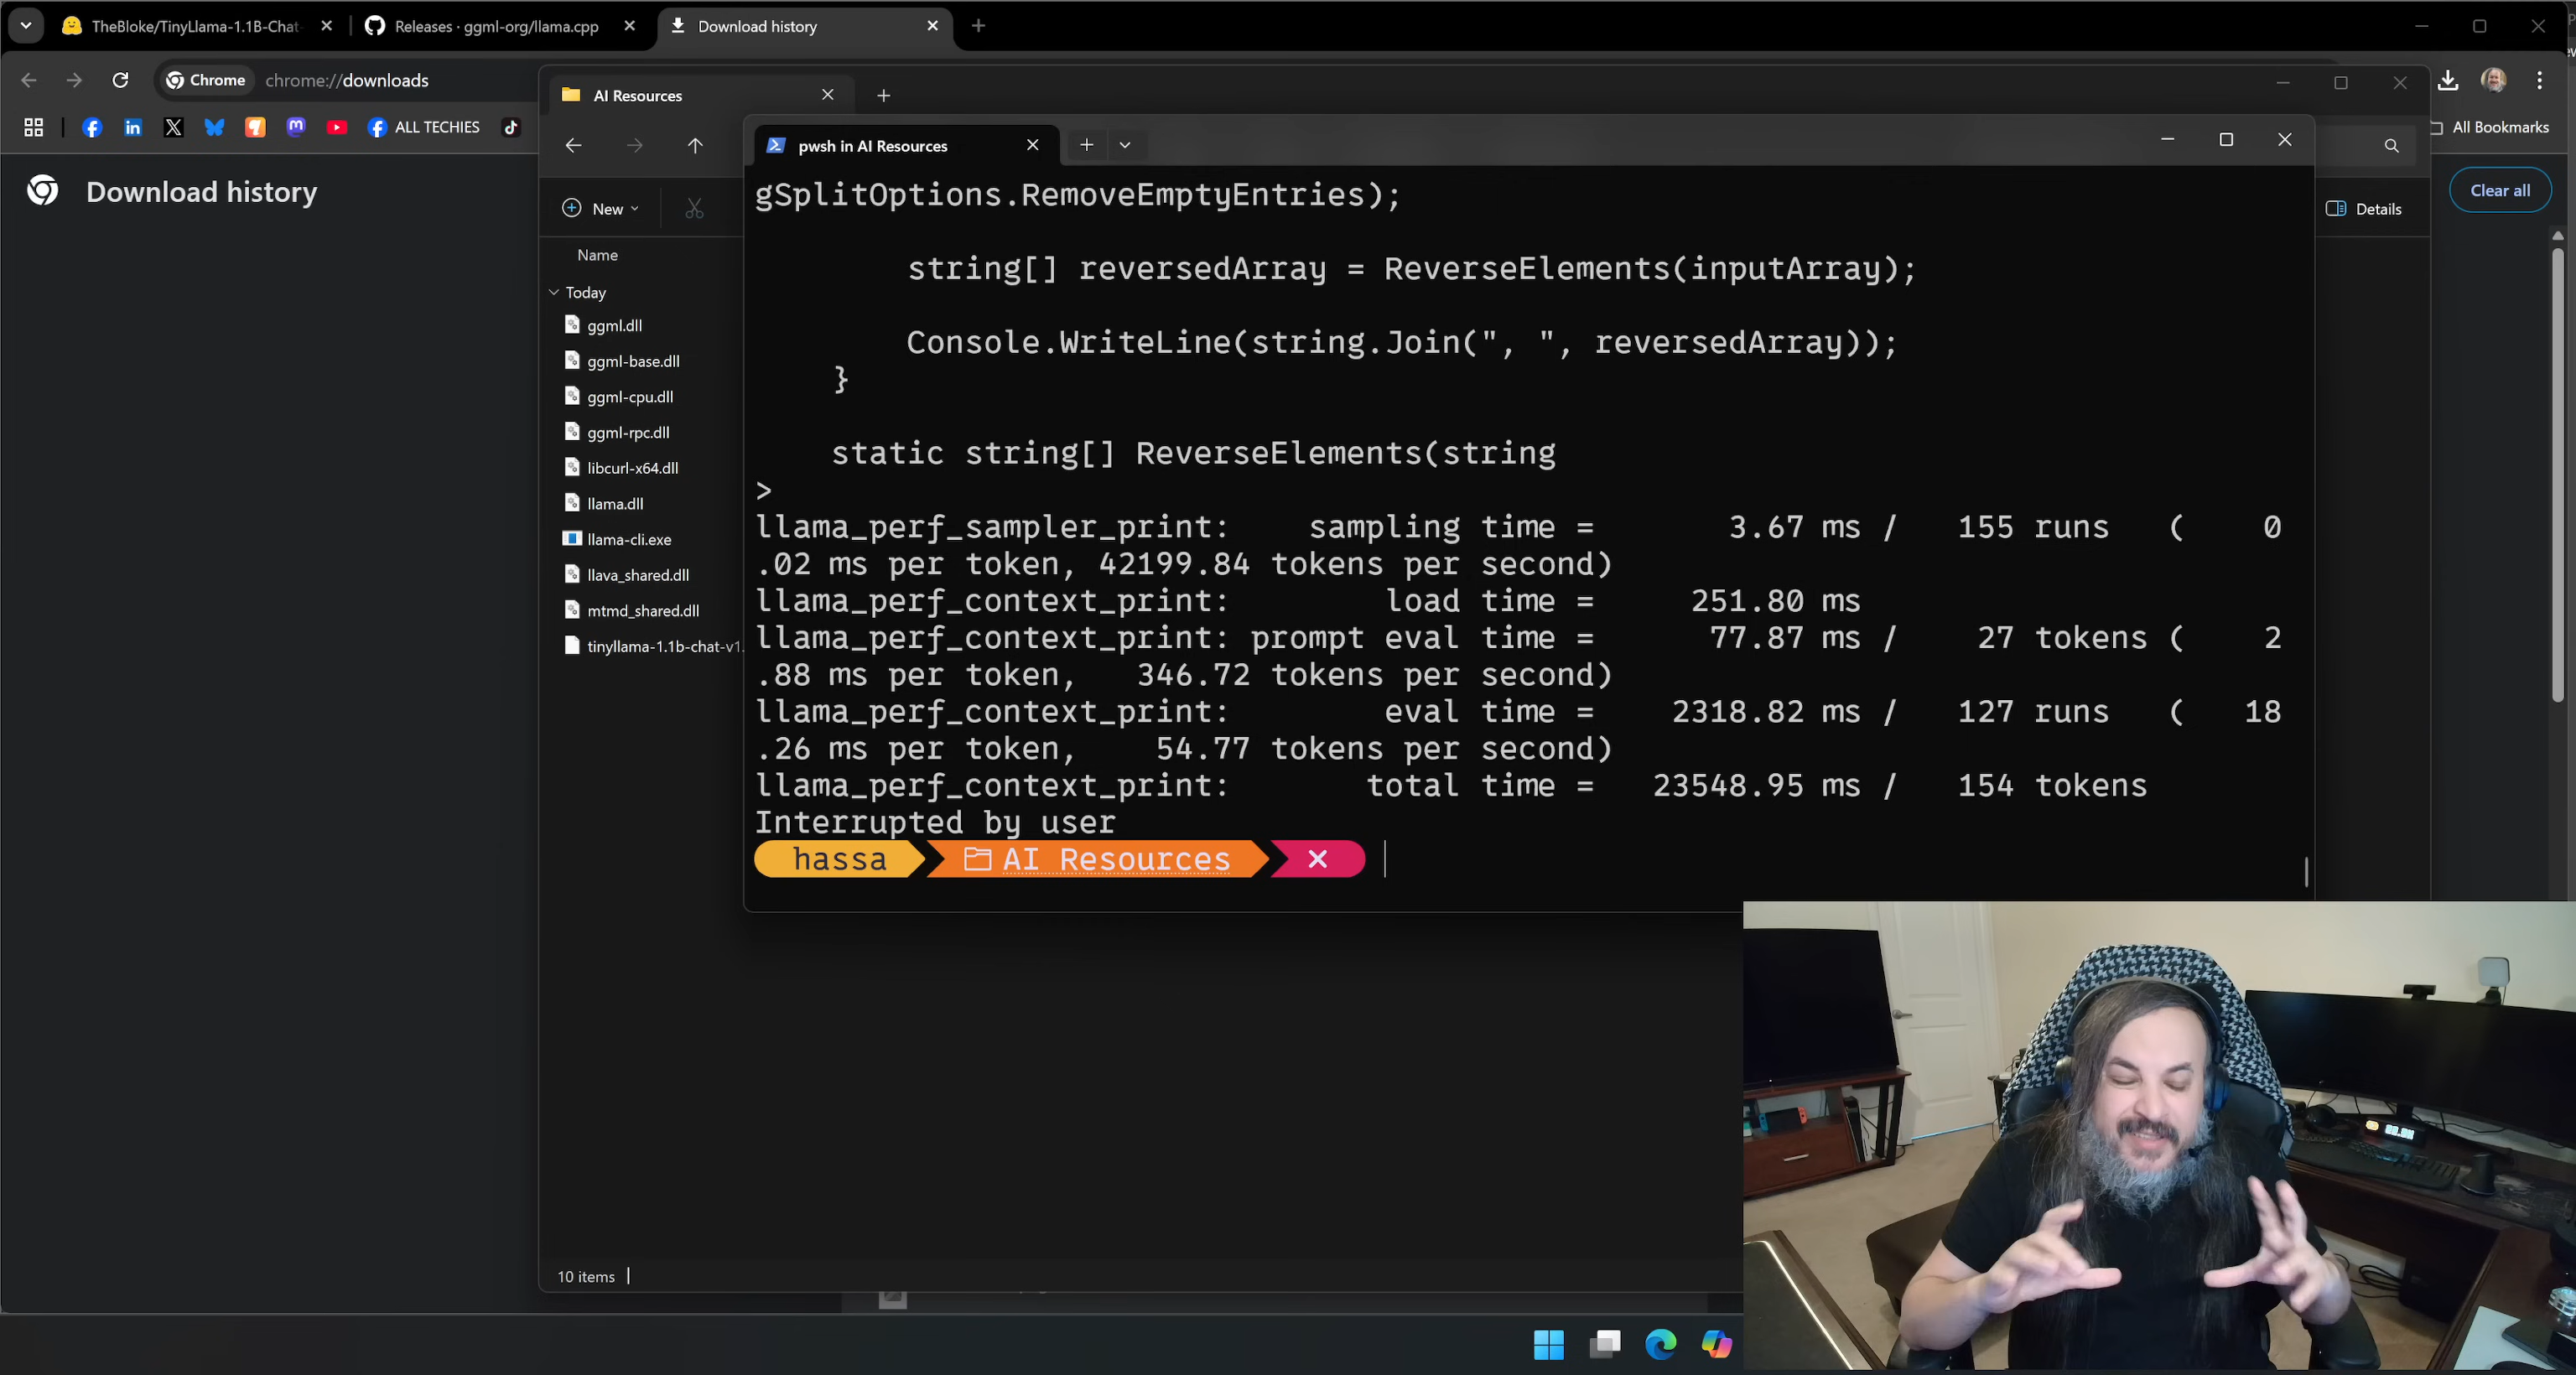 TheBloke/TinyLlama-1.1B-Chat-
Releases · ggml-org/llama.cpp
Download history
Chrome
chrome://downloads
ALL TECHIES
All Bookmarks
Download history
Clear all
AI Resources
New
Details
Name
Today
ggml.dll
ggml-base.dll
ggml-cpu.dll
ggml-rpc.dll
libcurl-x64.dll
llama.dll
llama-cli.exe
llava_shared.dll
mtmd_shared.dll
tinyllama-1.1b-chat-v1.
10 items
pwsh in AI Resources
gSplitOptions.RemoveEmptyEntries);
string[] reversedArray = ReverseElements(inputArray);
Console.WriteLine(string.Join(", ", reversedArray));
}
static string[] ReverseElements(string
>
llama_perf_sampler_print:    sampling time =       3.67 ms /   155 runs   (    0
.02 ms per token, 42199.84 tokens per second)
llama_perf_context_print:        load time =     251.80 ms
llama_perf_context_print: prompt eval time =      77.87 ms /    27 tokens (    2
.88 ms per token,   346.72 tokens per second)
llama_perf_context_print:        eval time =    2318.82 ms /   127 runs   (   18
.26 ms per token,    54.77 tokens per second)
llama_perf_context_print:       total time =   23548.95 ms /   154 tokens
Interrupted by user
hassa AI Resources